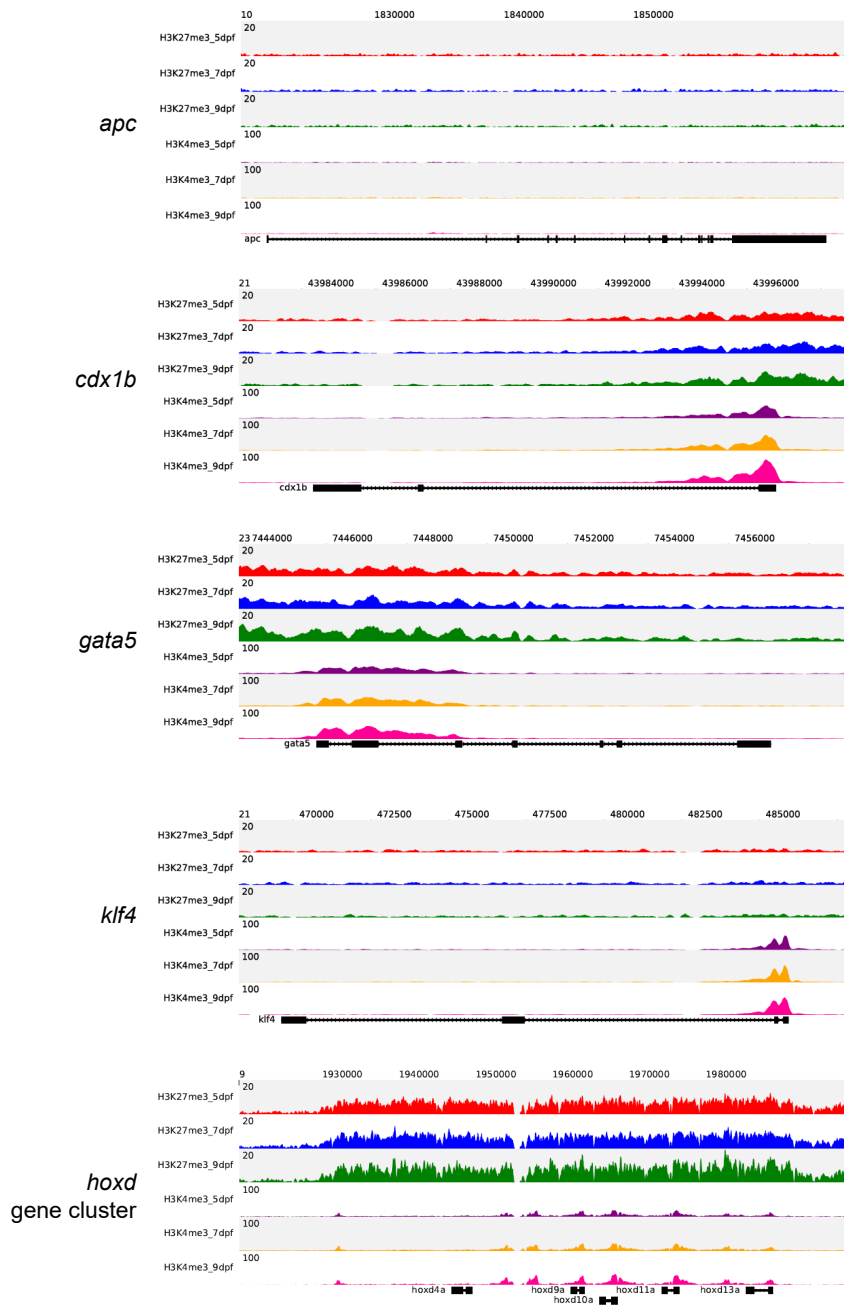 10 1830000 1840000 1850000
20
H3K27me3_5dpf
20
H3K27me3_7dpf
20
H3K27me3_9dpf
apc
100
H3K4me3_5dpf
100
H3K4me3_7dpf
100
H3K4me3_9dpf
apc
21 43984000 43986000 43988000 43990000 43992000 43994000 43996000
20
H3K27me3_5dpf
20
H3K27me3_7dpf
20
H3K27me3_9dpf
cdx1b
100
H3K4me3_5dpf
100
H3K4me3_7dpf
100
H3K4me3_9dpf
cdx1b
23 7444000 7446000 7448000 7450000 7452000 7454000 7456000
20
H3K27me3_5dpf
20
H3K27me3_7dpf
20
H3K27me3_9dpf
gata5
100
H3K4me3_5dpf
100
H3K4me3_7dpf
100
H3K4me3_9dpf
gata5
21 470000 472500 475000 477500 480000 482500 485000
20
H3K27me3_5dpf
20
H3K27me3_7dpf
20
H3K27me3_9dpf
klf4
100
H3K4me3_5dpf
100
H3K4me3_7dpf
100
H3K4me3_9dpf
klf4
9 1930000 1940000 1950000 1960000 1970000 1980000
20
H3K27me3_5dpf
20
H3K27me3_7dpf
20
H3K27me3_9dpf
hoxd
gene cluster
100
H3K4me3_5dpf
100
H3K4me3_7dpf
100
H3K4me3_9dpf
hoxd4a hoxd9a hoxd11a hoxd13a
hoxd10a